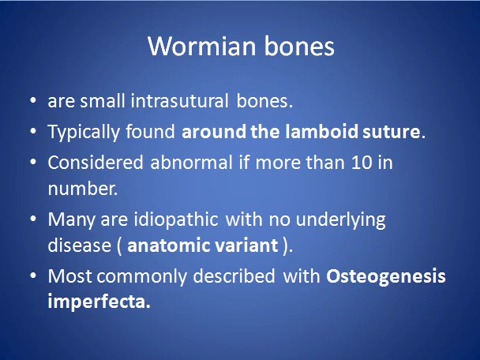 Wormian bones
• are small intrasutural bones.
• Typically found around the lamboid suture.
• Considered abnormal if more than 10 in
number.
• Many are idiopathic with no underlying
disease ( anatomic variant ).
• Most commonly described with Osteogenesis
imperfecta.